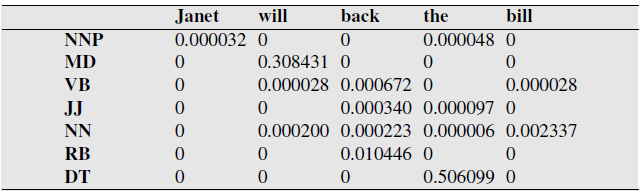 Janet will back the bill
NNP 0.000032 0 0 0.000048 0
MD 0 0.308431 0 0 0
VB 0 0.000028 0.000672 0 0.000028
JJ 0 0 0.000340 0.000097 0
NN 0 0.000200 0.000223 0.000006 0.002337
RB 0 0 0.010446 0 0
DT 0 0 0 0.506099 0